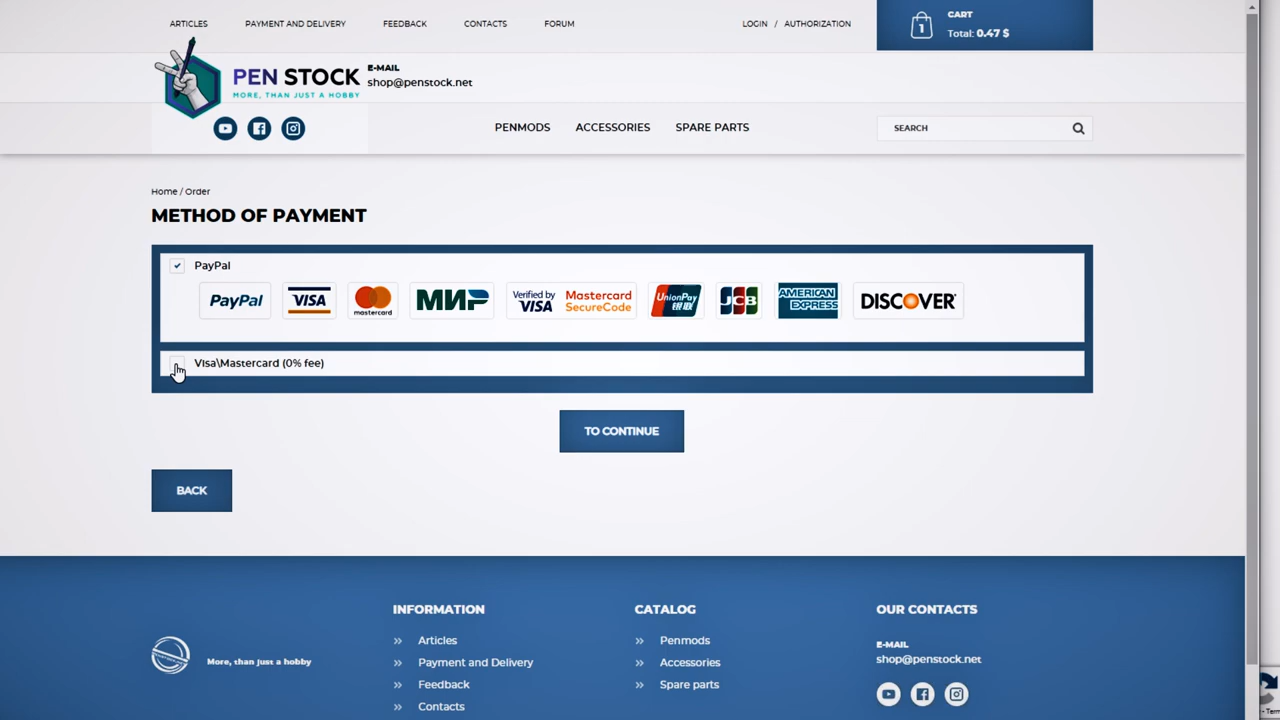 ARTICLES PAYMENT AND DELIVERY FEEDBACK CONTACTS FORUM LOGIN / AUTHORIZATION
CART
1
Total: 0.47 $
PEN STOCK
MORE, THAN JUST A HOBBY
E-MAIL
shop@penstock.net
PENMODS ACCESSORIES SPARE PARTS
SEARCH
Home / Order
METHOD OF PAYMENT
PayPal
PayPal VISA mastercard МИР Verified by VISA Mastercard SecureCode UnionPay 银联 JCB AMERICAN EXPRESS DISCOVER
Visa\Mastercard (0% fee)
TO CONTINUE
BACK
More, than just a hobby
INFORMATION
Articles
Payment and Delivery
Feedback
Contacts
CATALOG
Penmods
Accessories
Spare parts
OUR CONTACTS
E-MAIL
shop@penstock.net